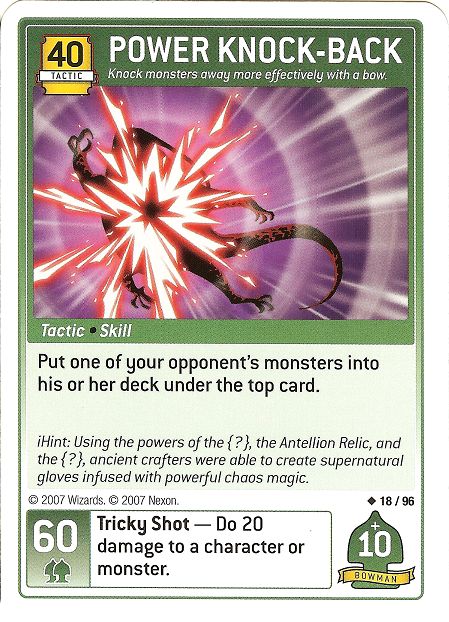 40
TACTIC
POWER KNOCK-BACK
Knock monsters away more effectively with a bow.
Tactic • Skill
Put one of your opponent's monsters into
his or her deck under the top card.
iHint: Using the powers of the {?}, the Antellion Relic, and
the {?}, ancient crafters were able to create supernatural
gloves infused with powerful chaos magic.
© 2007 Wizards. © 2007 Nexon.
◆ 18 / 96
60
Tricky Shot — Do 20
damage to a character or
monster.
+
10
BOWMAN